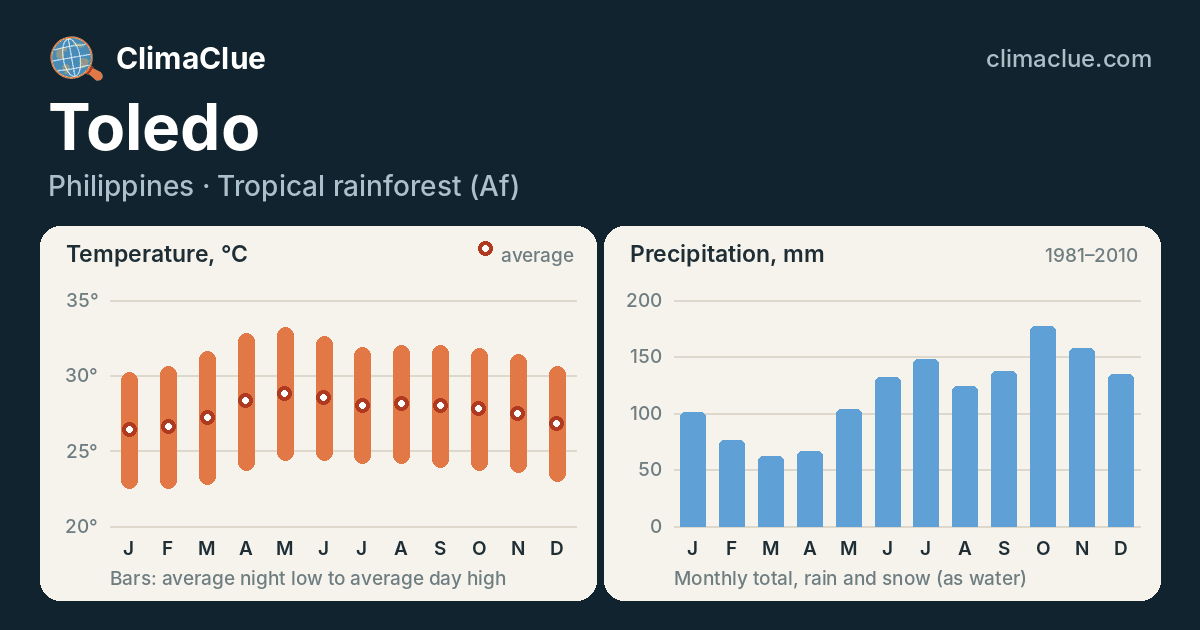 ClimaClue
climaclue.com
Toledo
Philippines · Tropical rainforest (Af)
Temperature, °C
average
35°
30°
25°
20°
J F M A M J J A S O N D
Bars: average night low to average day high
Precipitation, mm
1981–2010
200
150
100
50
0
J F M A M J J A S O N D
Monthly total, rain and snow (as water)